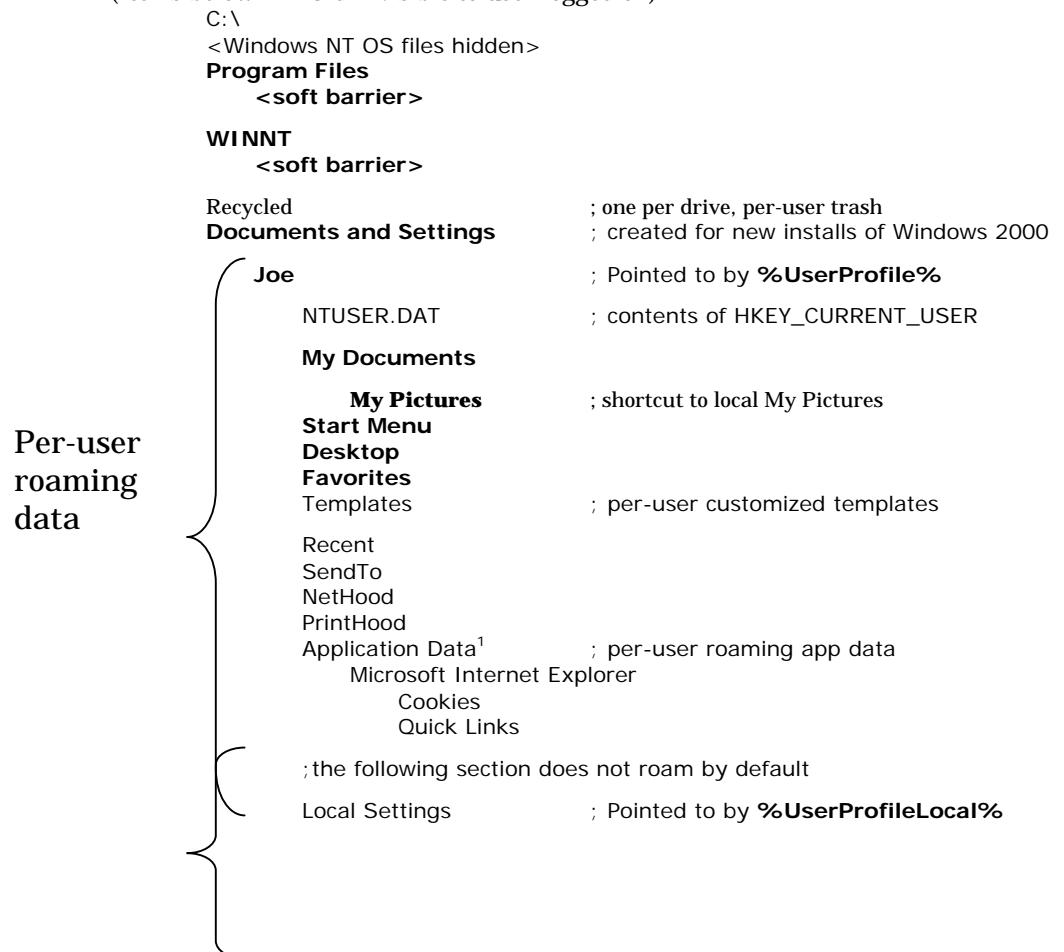 C:\
<Windows NT OS files hidden>
Program Files
<soft barrier>
WINNT
<soft barrier>
Recycled ; one per drive, per-user trash
Documents and Settings ; created for new installs of Windows 2000
Joe ; Pointed to by %UserProfile%
NTUSER.DAT ; contents of HKEY_CURRENT_USER
My Documents
My Pictures ; shortcut to local My Pictures
Start Menu
Desktop
Favorites
Templates ; per-user customized templates
Recent
SendTo
NetHood
PrintHood
Application Data¹ ; per-user roaming app data
Microsoft Internet Explorer
Cookies
Quick Links
;the following section does not roam by default
Local Settings ; Pointed to by %UserProfileLocal%
Per-user
roaming
data